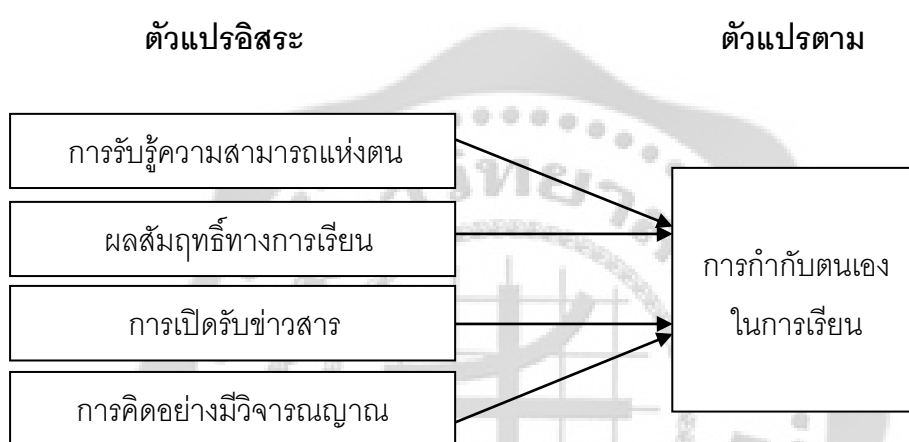 ตัวแปรอิสระ
ตัวแปรตาม
การรับรู้ความสามารถแห่งตน
ผลสัมฤทธิ์ทางการเรียน
การเปิดรับข่าวสาร
การคิดอย่างมีวิจารณญาณ
การกำกับตนเอง
ในการเรียน